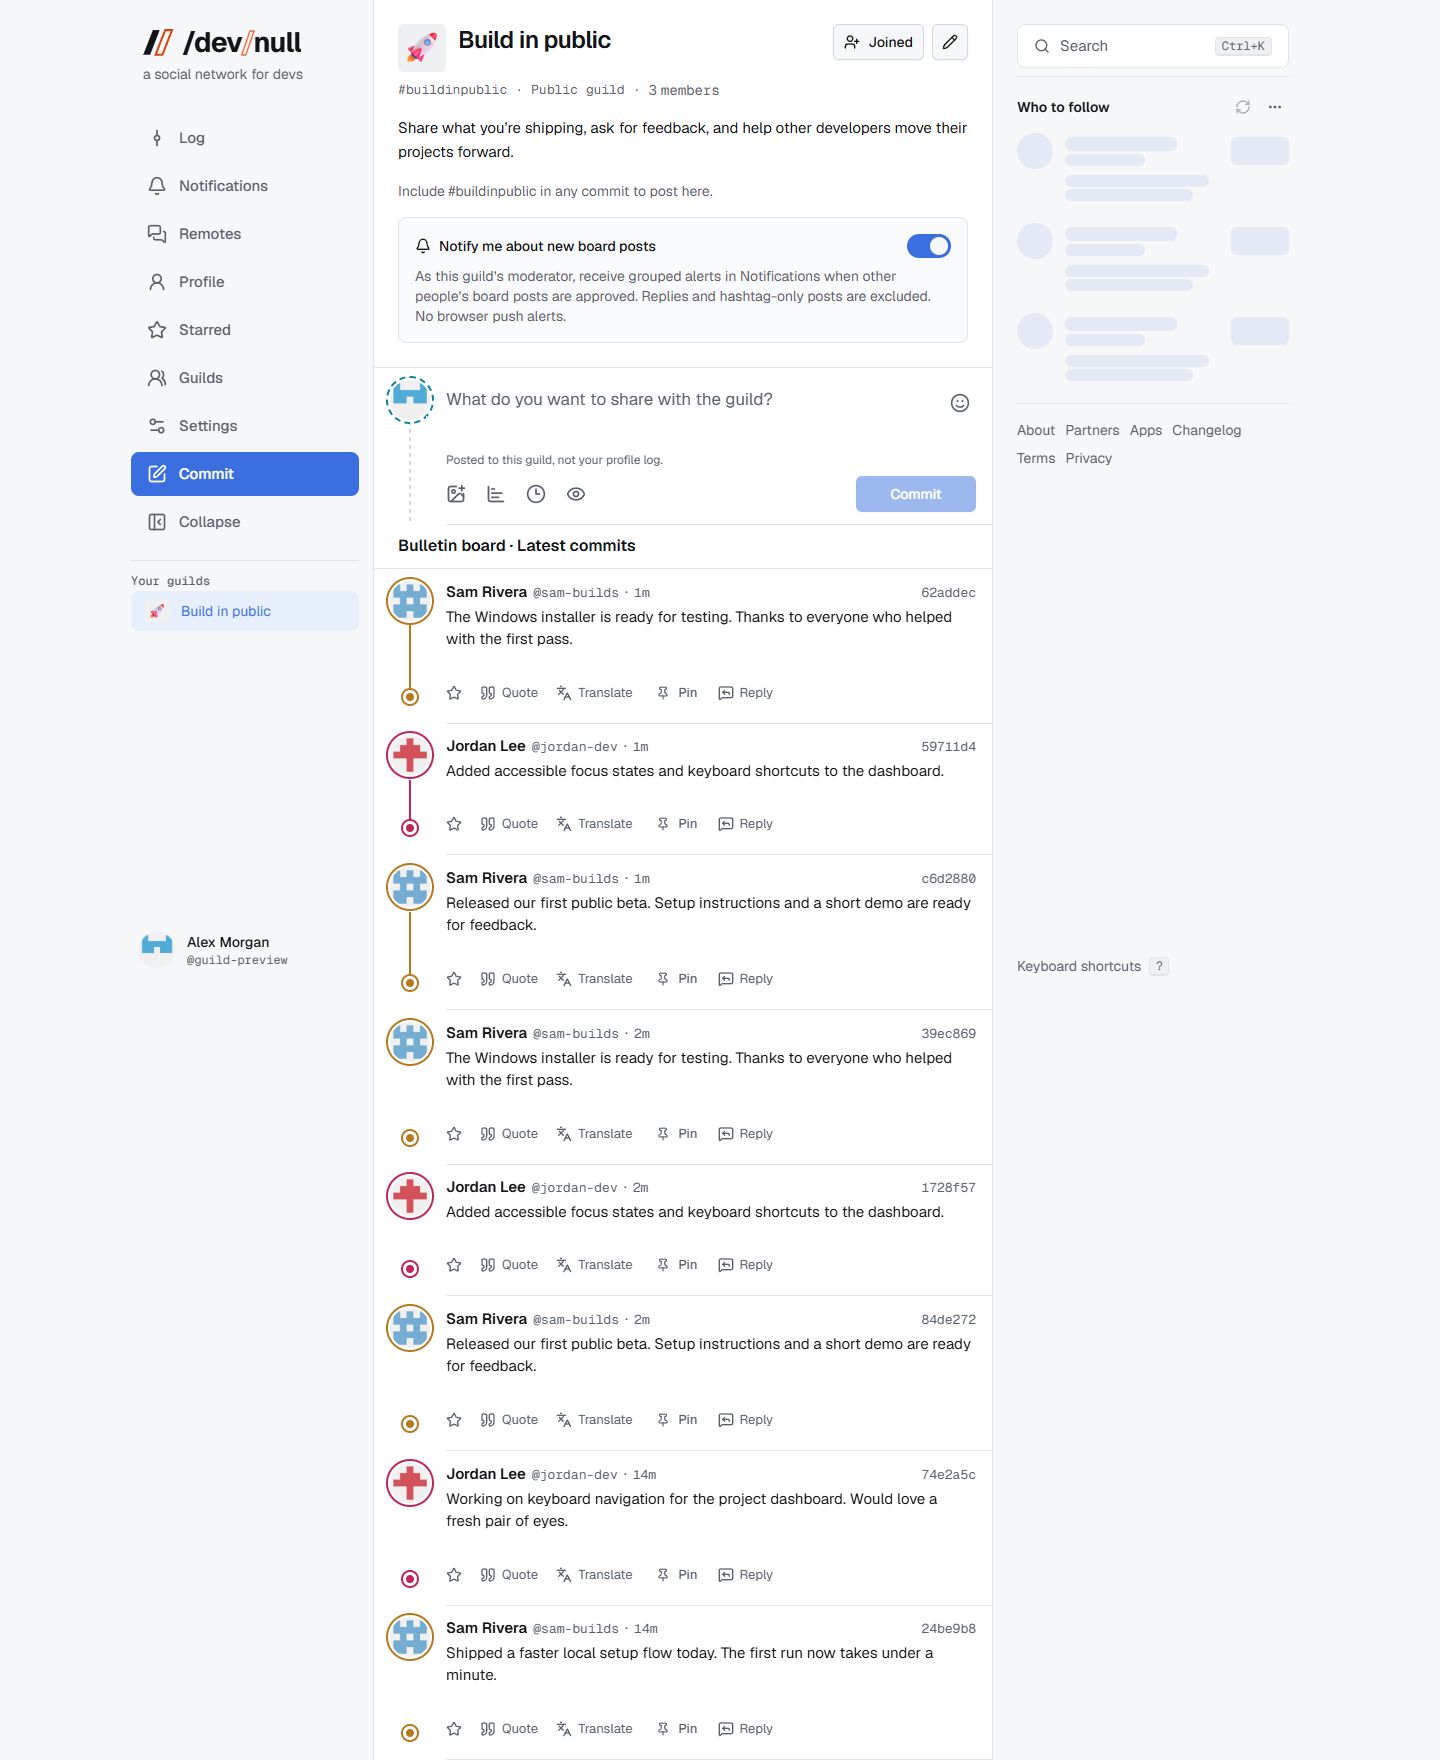 /dev//null
a social network for devs
Log
Notifications
Remotes
Profile
Starred
Guilds
Settings
Commit
Collapse
Your guilds
Build in public
Alex Morgan
@guild-preview
Build in public
Joined
#buildinpublic · Public guild · 3 members
Share what you’re shipping, ask for feedback, and help other developers move their
projects forward.
Include #buildinpublic in any commit to post here.
Notify me about new board posts
As this guild's moderator, receive grouped alerts in Notifications when other
people's board posts are approved. Replies and hashtag-only posts are excluded.
No browser push alerts.
What do you want to share with the guild?
Posted to this guild, not your profile log.
Commit
Bulletin board · Latest commits
Sam Rivera @sam-builds · 1m 62addec
The Windows installer is ready for testing. Thanks to everyone who helped
with the first pass.
Quote Translate Pin Reply
Jordan Lee @jordan-dev · 1m 59711d4
Added accessible focus states and keyboard shortcuts to the dashboard.
Quote Translate Pin Reply
Sam Rivera @sam-builds · 1m c6d2880
Released our first public beta. Setup instructions and a short demo are ready
for feedback.
Quote Translate Pin Reply
Sam Rivera @sam-builds · 2m 39ec869
The Windows installer is ready for testing. Thanks to everyone who helped
with the first pass.
Quote Translate Pin Reply
Jordan Lee @jordan-dev · 2m 1728f57
Added accessible focus states and keyboard shortcuts to the dashboard.
Quote Translate Pin Reply
Sam Rivera @sam-builds · 2m 84de272
Released our first public beta. Setup instructions and a short demo are ready
for feedback.
Quote Translate Pin Reply
Jordan Lee @jordan-dev · 14m 74e2a5c
Working on keyboard navigation for the project dashboard. Would love a
fresh pair of eyes.
Quote Translate Pin Reply
Sam Rivera @sam-builds · 14m 24be9b8
Shipped a faster local setup flow today. The first run now takes under a
minute.
Quote Translate Pin Reply
Search Ctrl+K
Who to follow
About Partners Apps Changelog
Terms Privacy
Keyboard shortcuts ?